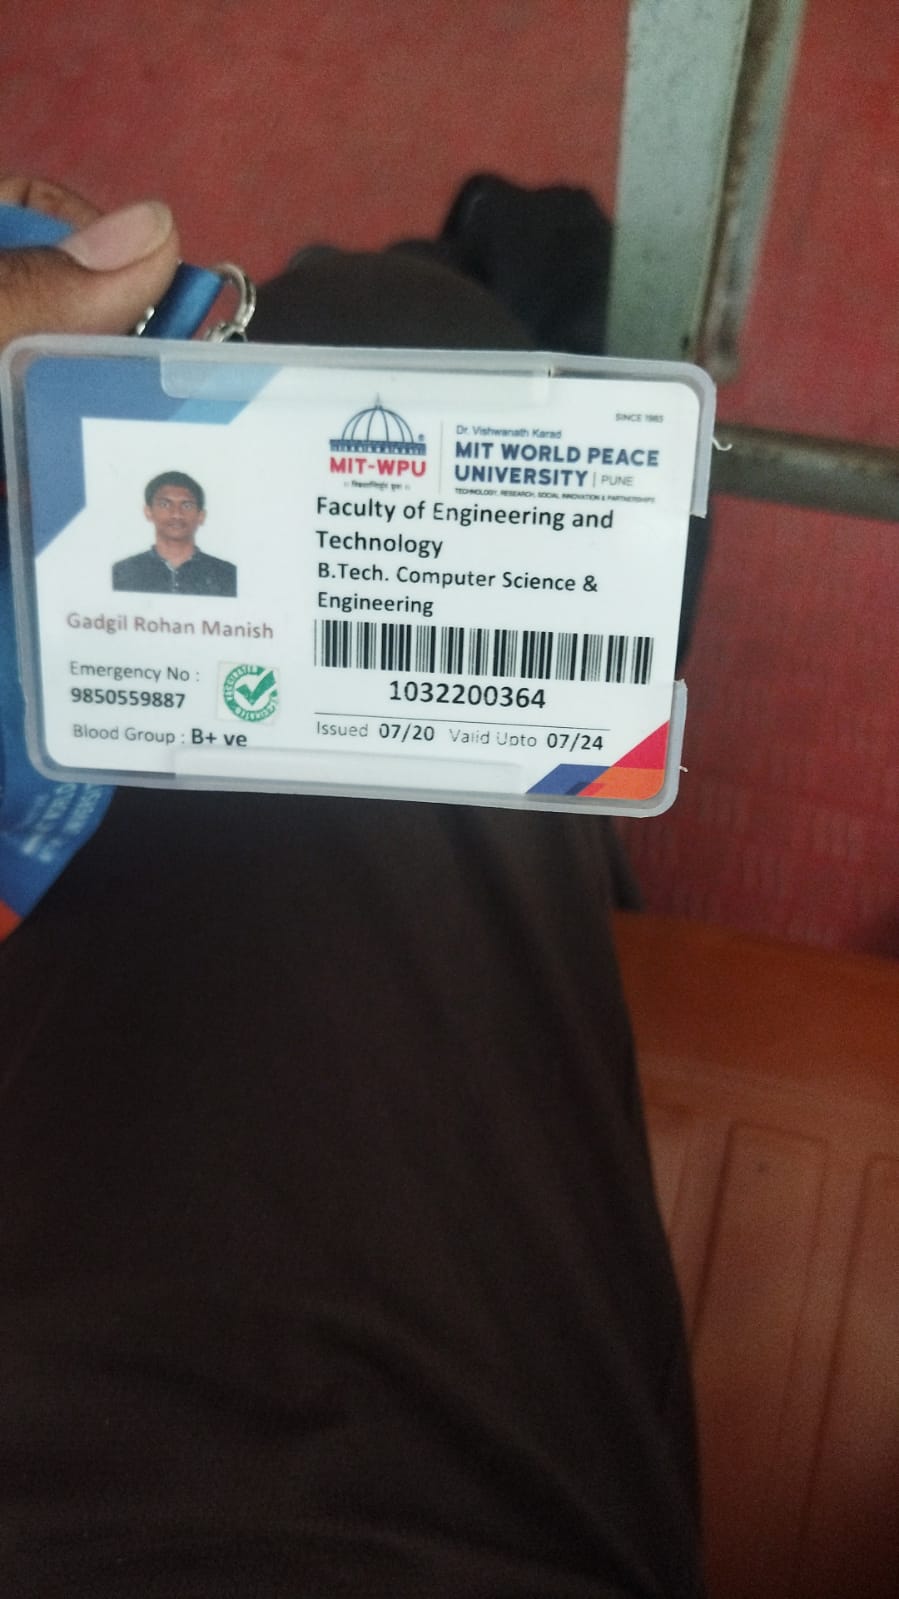 SINCE 1983
Dr. Vishwanath Karad
MIT-WPU
MIT WORLD PEACE
UNIVERSITY | PUNE
TECHNOLOGY, RESEARCH, SOCIAL INNOVATION & PARTNERSHIPS
Faculty of Engineering and
Technology
B.Tech. Computer Science &
Engineering
1032200364
Issued 07/20 Valid Upto 07/24
Gadgil Rohan Manish
Emergency No :
9850559887
Blood Group : B+ ve